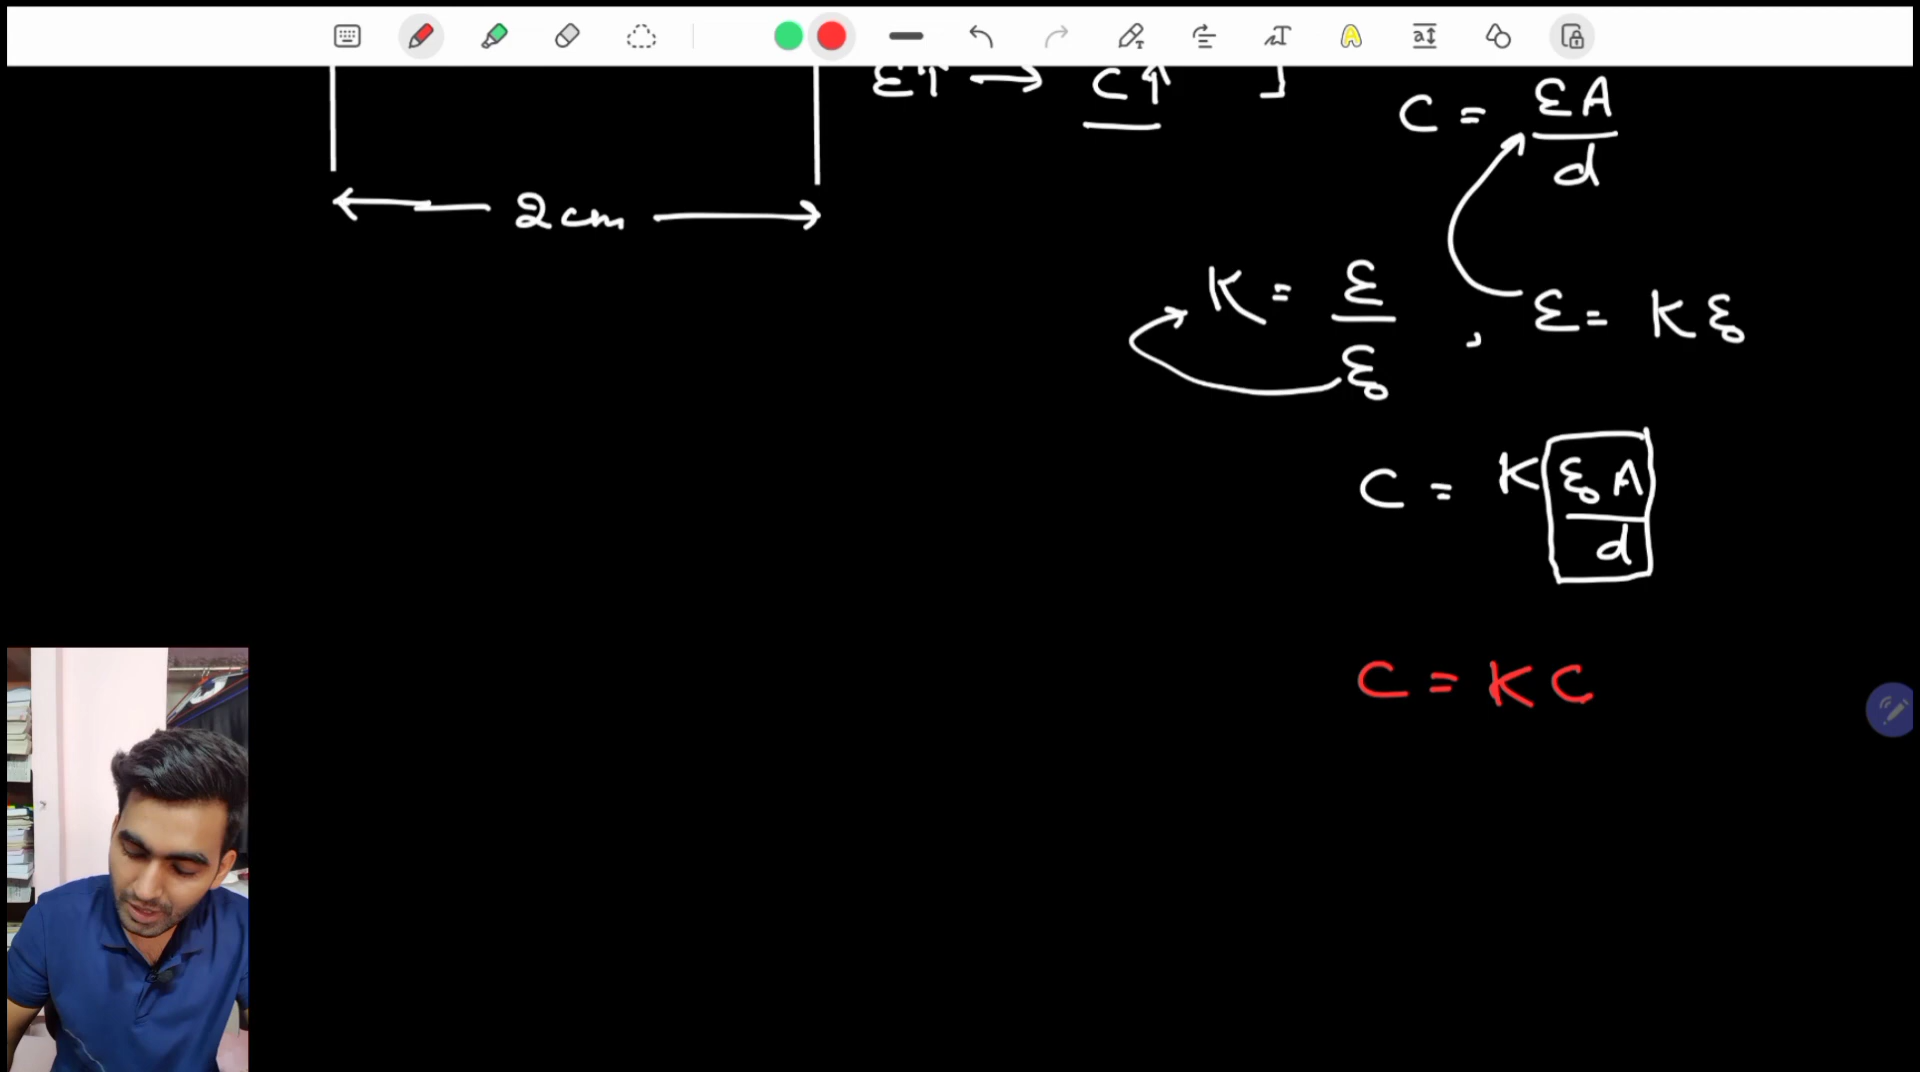 ε↑ → C↑ ]
C = εA/d
2cm
K = ε/ε₀ , ε = Kε₀
C = K ε₀A/d
C = KC